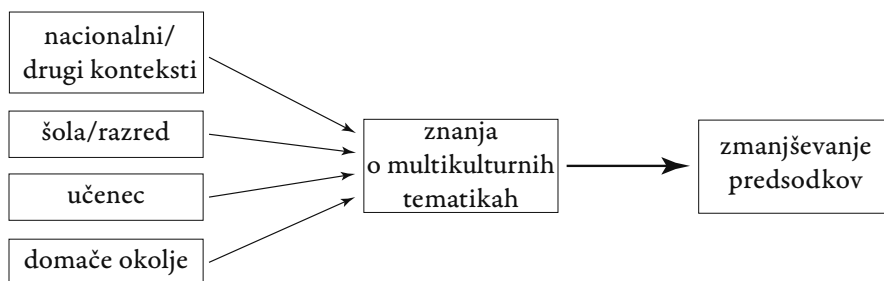 nacionalni/
drugi konteksti
šola/razred
učenec
domače okolje
znanja
o multikulturnih
tematikah
zmanjševanje
predsodkov